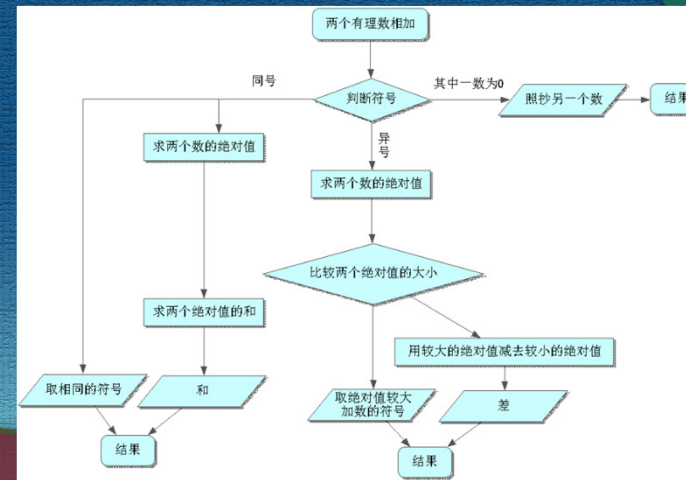 两个有理数相加
同号
判断符号
其中一数为0
照抄另一个数
结果
异
号
求两个数的绝对值
求两个数的绝对值
比较两个绝对值的大小
求两个绝对值的和
用较大的绝对值减去较小的绝对值
取相同的符号
和
取绝对值较大
加数的符号
差
结果
结果